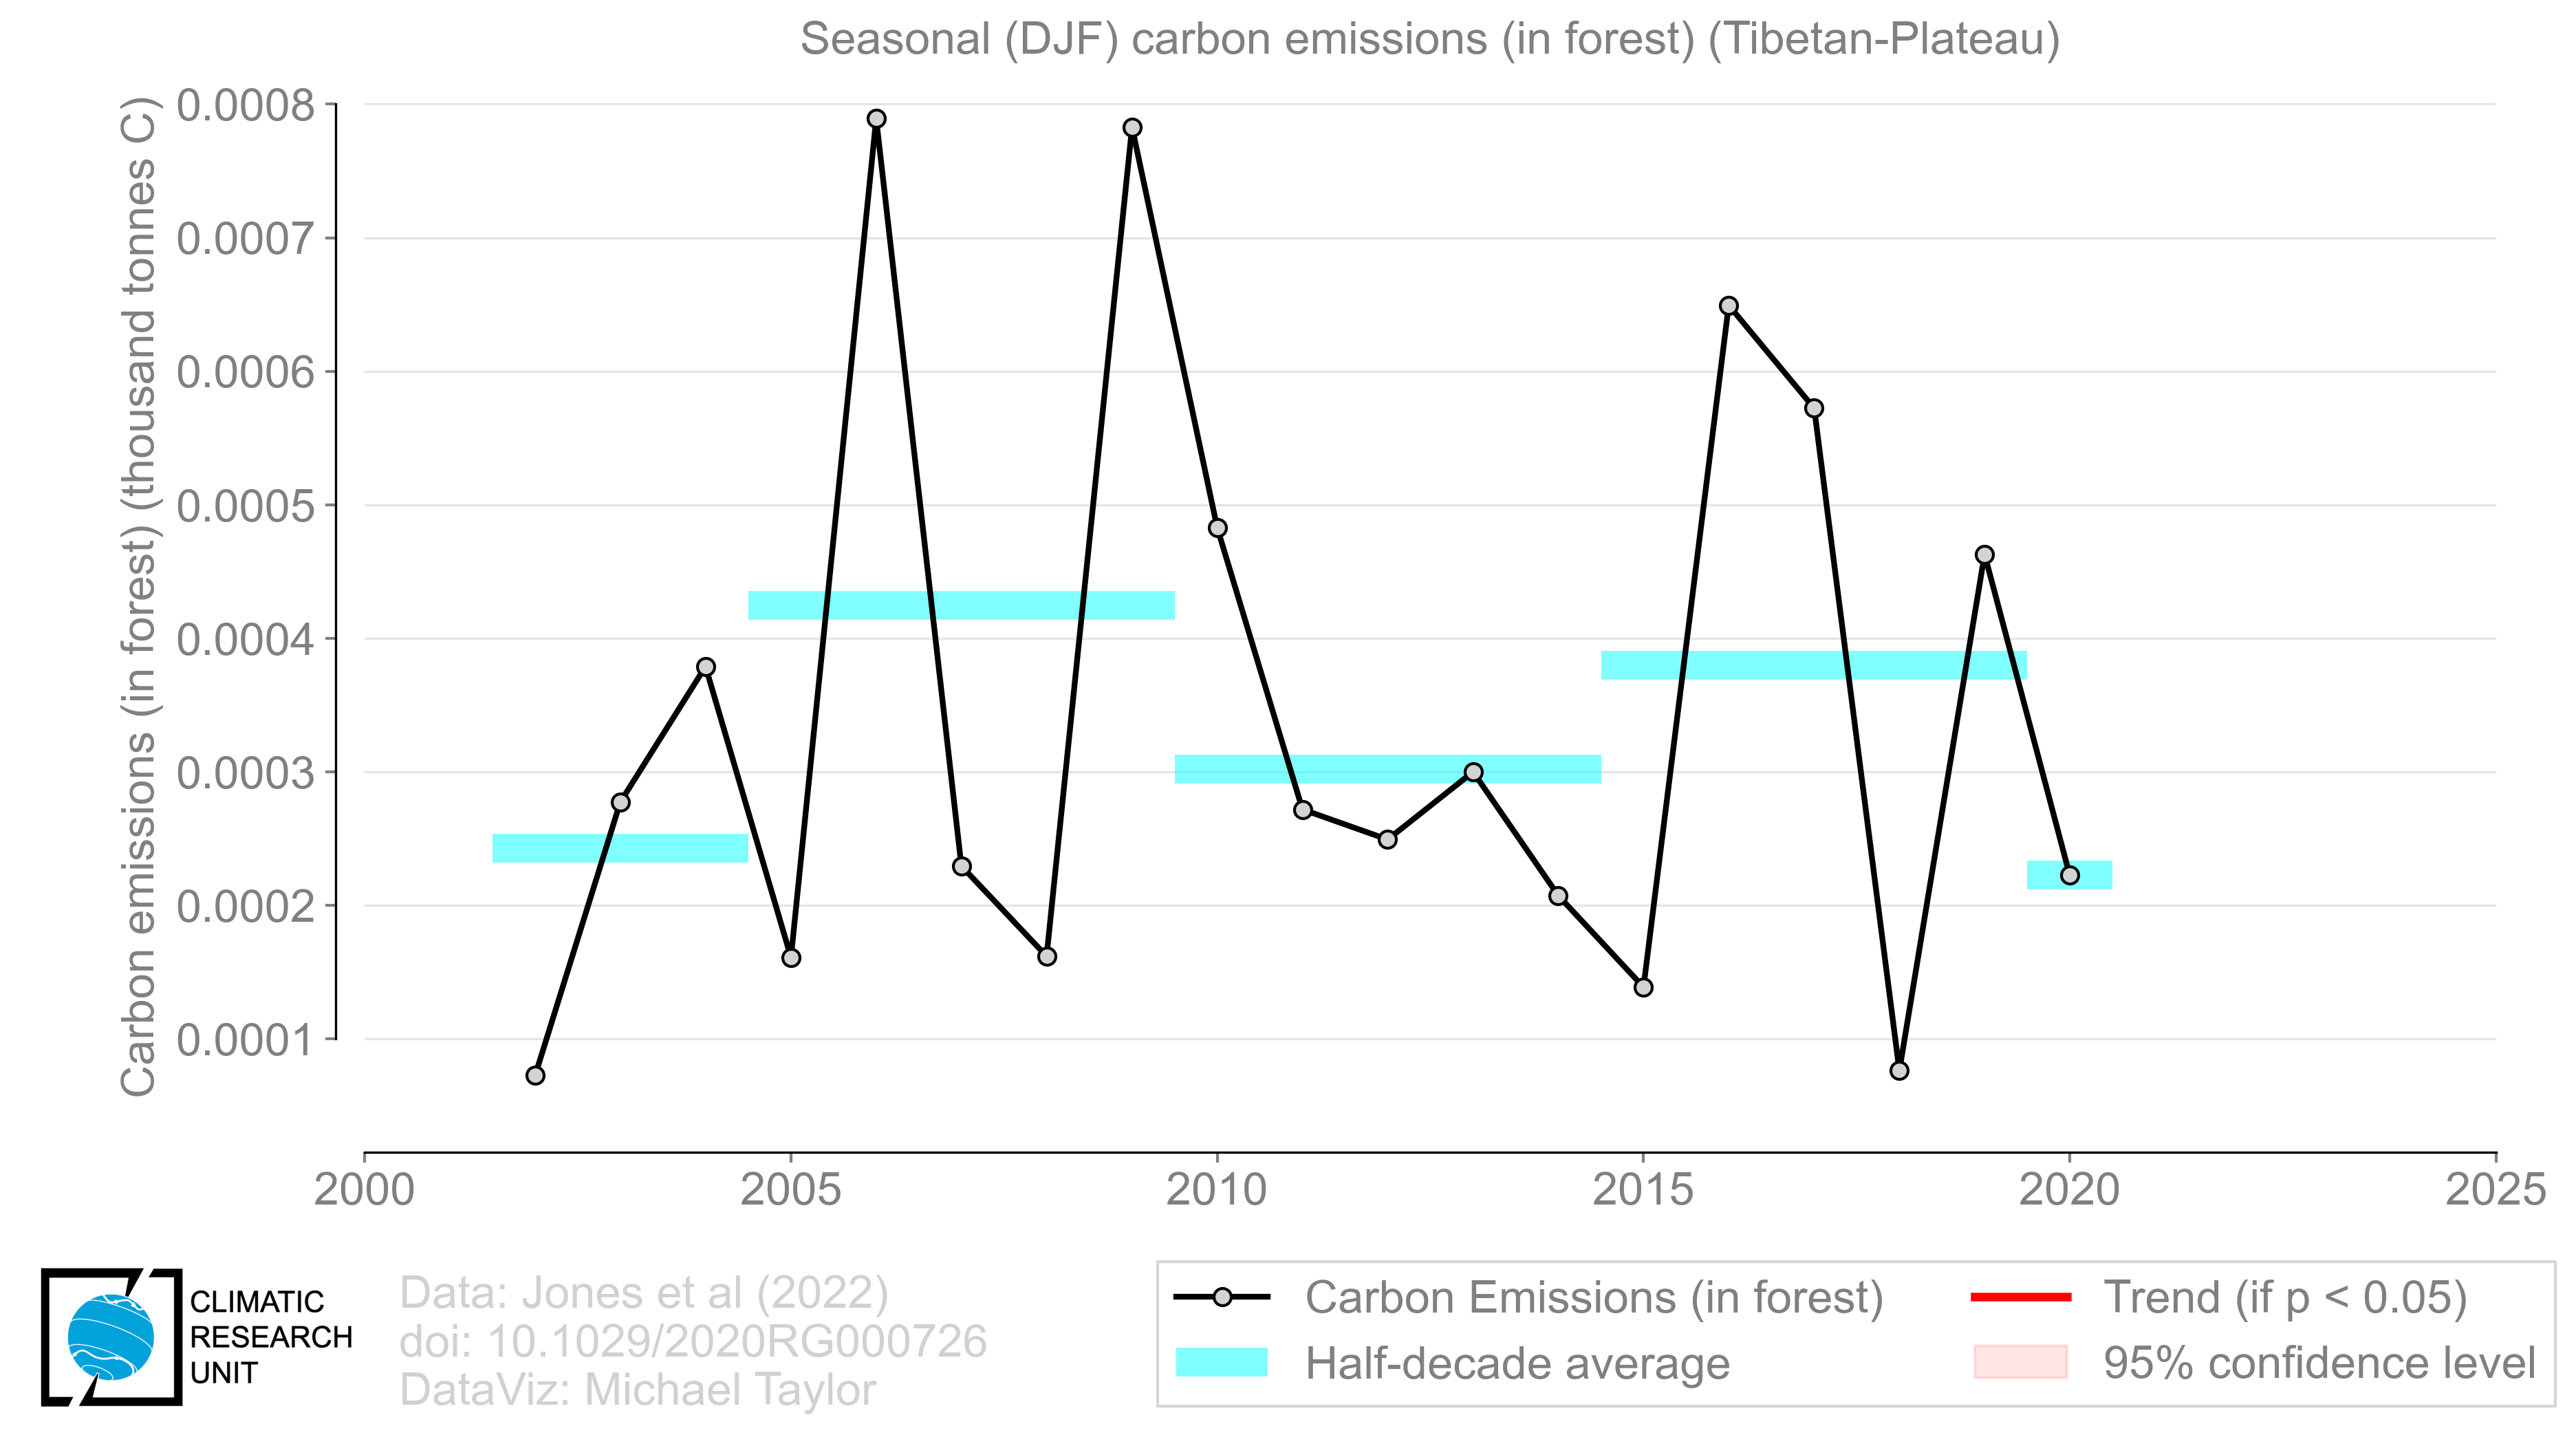 Seasonal (DJF) carbon emissions (in forest) (Tibetan-Plateau)
Carbon emissions (in forest) (thousand tonnes C)
0.0008
0.0007
0.0006
0.0005
0.0004
0.0003
0.0002
0.0001
2000
2005
2010
2015
2020
2025
CLIMATIC
RESEARCH
UNIT
Data: Jones et al (2022)
doi: 10.1029/2020RG000726
DataViz: Michael Taylor
Carbon Emissions (in forest)
Half-decade average
Trend (if p < 0.05)
95% confidence level